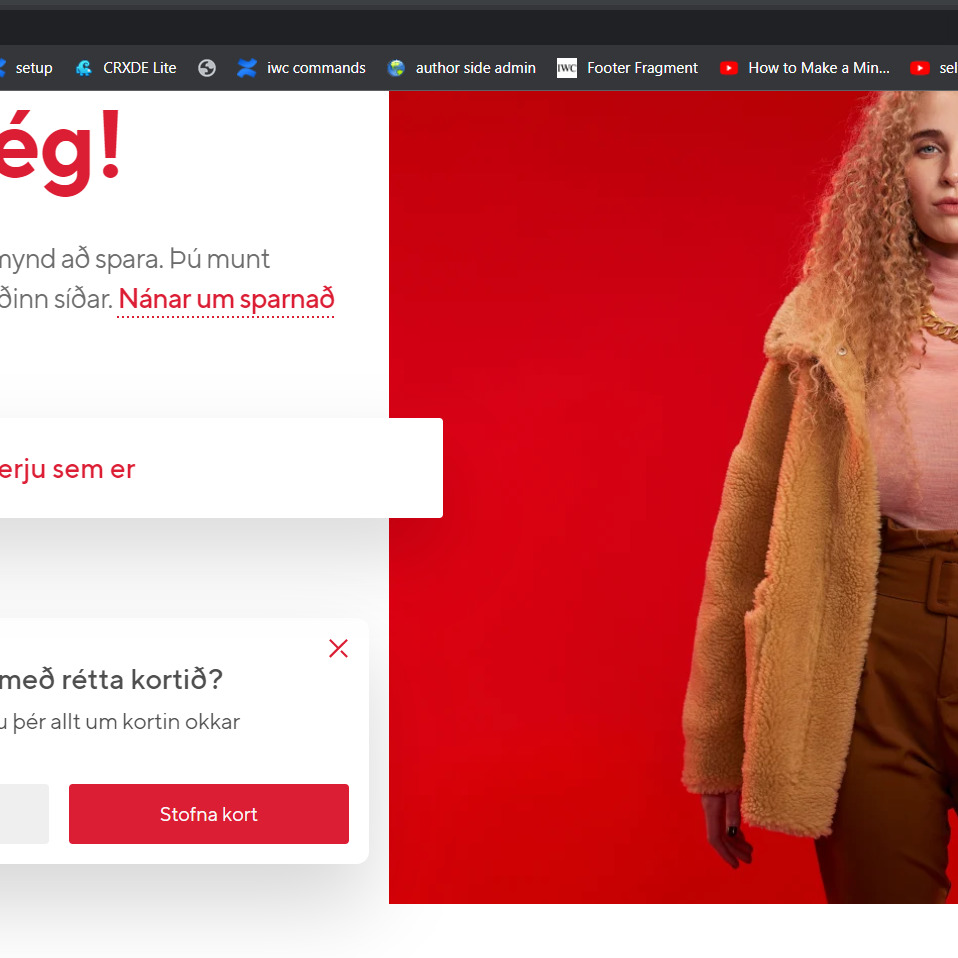 setup CRXDE Lite iwc commands author side admin IWC Footer Fragment How to Make a Min... sel
ég!
mynd að spara. Þú munt
ðinn síðar. Nánar um sparnað
erju sem er
með rétta kortið?
u þér allt um kortin okkar
Stofna kort